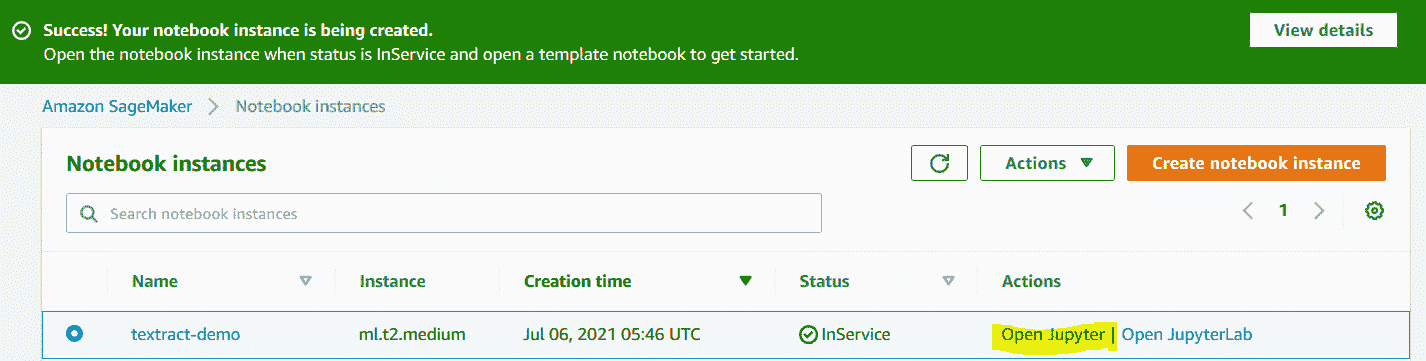 Success! Your notebook instance is being created.
View details
Open the notebook instance when status is InService and open a template notebook to get started.
Amazon SageMaker > Notebook instances
Notebook instances
Actions
Create notebook instance
Search notebook instances
1
Name Instance Creation time Status Actions
textract-demo ml.t2.medium Jul 06, 2021 05:46 UTC InService Open Jupyter | Open JupyterLab